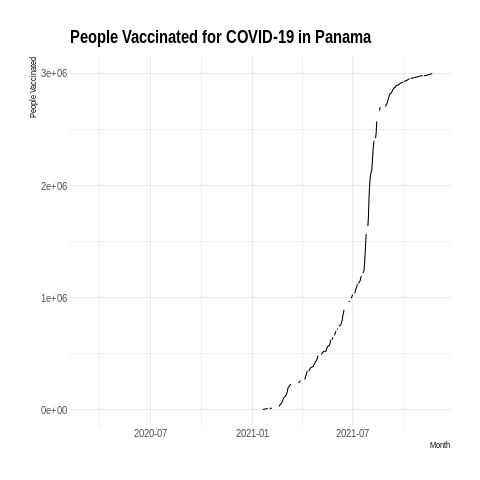 People Vaccinated for COVID-19 in Panama
People Vaccinated
3e+06
2e+06
1e+06
0e+00
2020-07
2021-01
2021-07
Month